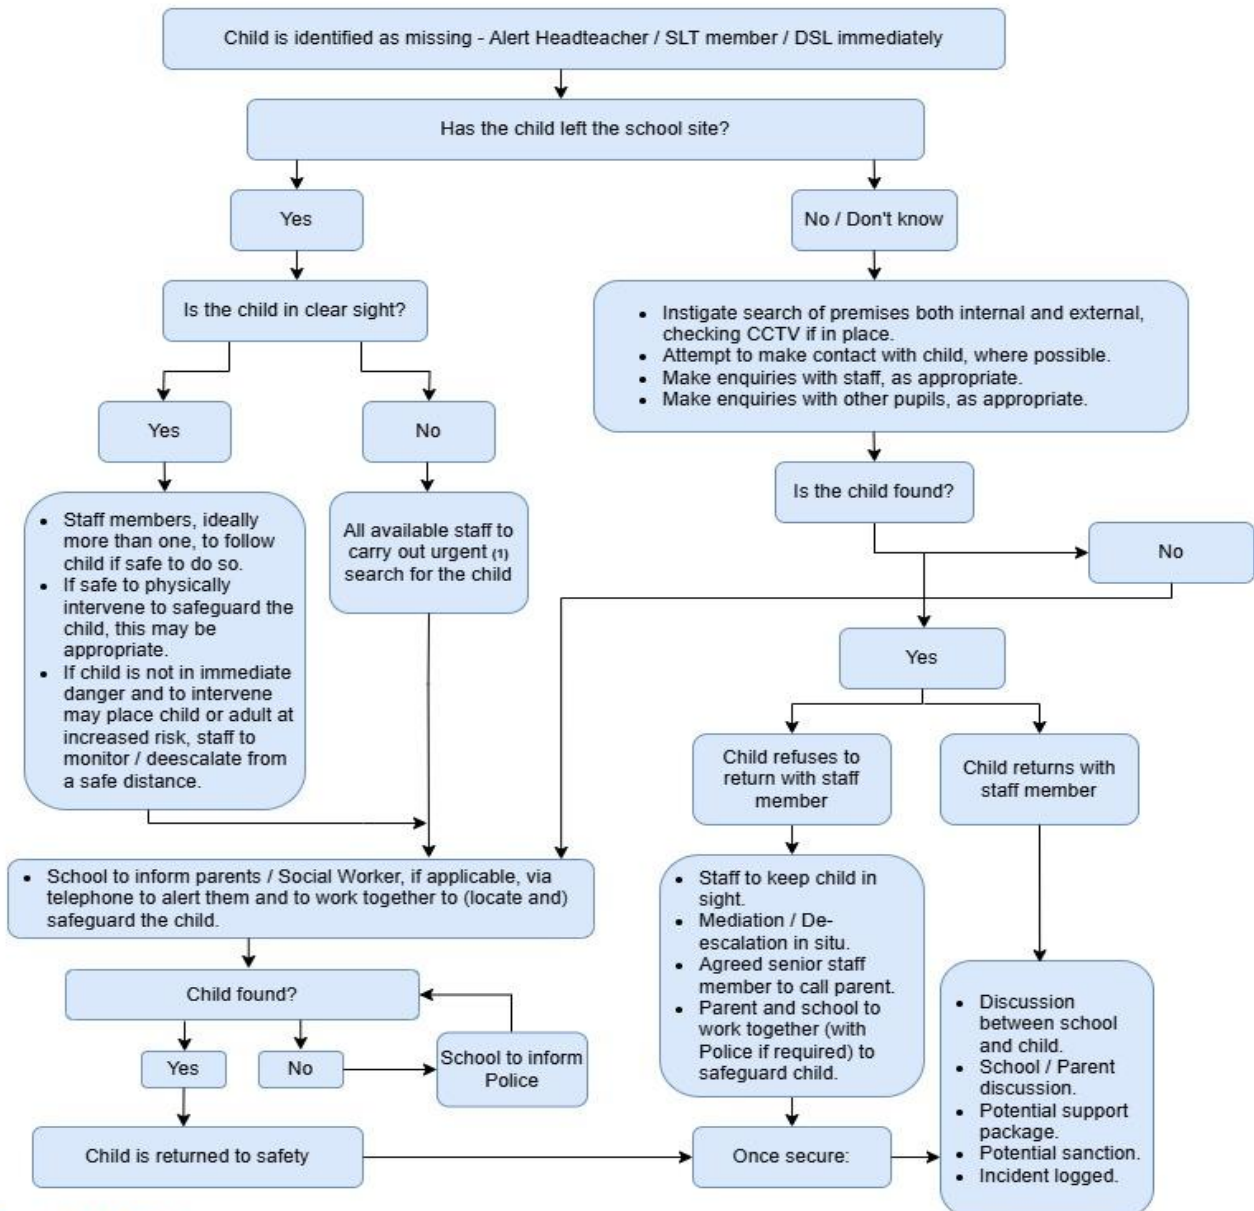 Child is identified as missing - Alert Headteacher / SLT member / DSL immediately
Has the child left the school site?
Yes
No / Don't know
Is the child in clear sight?
• Instigate search of premises both internal and external,
checking CCTV if in place.
• Attempt to make contact with child, where possible.
• Make enquiries with staff, as appropriate.
• Make enquiries with other pupils, as appropriate.
Yes
No
Is the child found?
• Staff members, ideally
more than one, to follow
child if safe to do so.
• If safe to physically
intervene to safeguard the
child, this may be
appropriate.
• If child is not in immediate
danger and to intervene
may place child or adult at
increased risk, staff to
monitor / deescalate from
a safe distance.
All available staff to
carry out urgent (1)
search for the child
No
Yes
Child refuses to
return with staff
member
Child returns with
staff member
• School to inform parents / Social Worker, if applicable, via
telephone to alert them and to work together to (locate and)
safeguard the child.
• Staff to keep child in
sight.
• Mediation / De-
escalation in situ.
• Agreed senior staff
member to call parent.
• Parent and school to
work together (with
Police if required) to
safeguard child.
Child found?
Yes
No
School to inform
Police
• Discussion
between school
and child.
• School / Parent
discussion.
• Potential support
package.
• Potential sanction.
• Incident logged.
Child is returned to safety
Once secure: